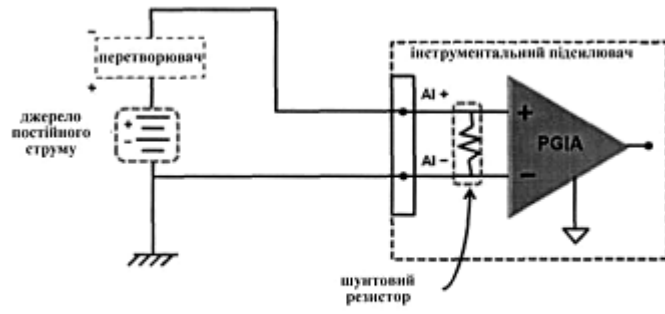 інструментальний підсилювач
-
перетворювач
+
AI +
джерело
постійного
струму
+
-
+
PGIA
-
AI -
шунтовий
резистор